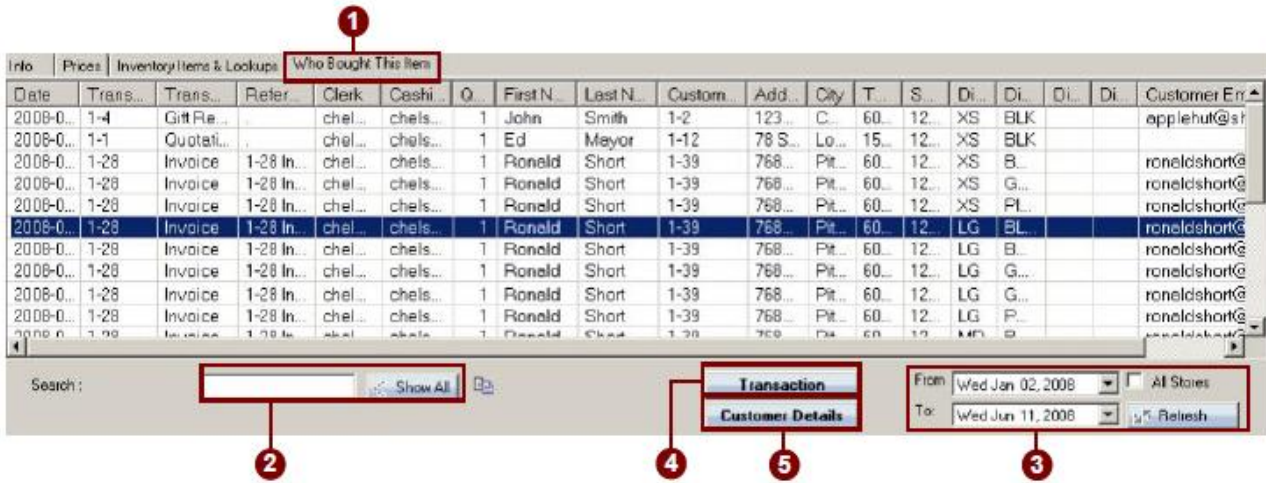 1
Info Prices Inventory Items & Lookups Who Bought This Item
Date Trans... Trans... Refer... Clerk Cashi... Q... First N... Last N... Custom... Add... City T... S... Di... Di... Di... Di... Customer Em
2008-0... 1-4 Gift Re... . chel... chels... 1 John Smith 1-2 123... C... 60... 12... XS BLK applehut@sh
2008-0... 1-1 Quotati... . chel... chels... 1 Ed Mayor 1-12 78 S... Lo... 15... 12... XS BLK
2008-0... 1-28 Invoice 1-28 In... chel... chels... 1 Ronald Short 1-39 768... Pit... 60... 12... XS B... ronaldshort@
2008-0... 1-28 Invoice 1-28 In... chel... chels... 1 Ronald Short 1-39 768... Pit... 60... 12... XS G... ronaldshort@
2008-0... 1-28 Invoice 1-28 In... chel... chels... 1 Ronald Short 1-39 768... Pit... 60... 12... XS PI... ronaldshort@
2008-0... 1-28 Invoice 1-28 In... chel... chels... 1 Ronald Short 1-39 768... Pit... 60... 12... LG BL... ronaldshort@
2008-0... 1-28 Invoice 1-28 In... chel... chels... 1 Ronald Short 1-39 768... Pit... 60... 12... LG B... ronaldshort@
2008-0... 1-28 Invoice 1-28 In... chel... chels... 1 Ronald Short 1-39 768... Pit... 60... 12... LG G... ronaldshort@
2008-0... 1-28 Invoice 1-28 In... chel... chels... 1 Ronald Short 1-39 768... Pit... 60... 12... LG G... ronaldshort@
2008-0... 1-28 Invoice 1-28 In... chel... chels... 1 Ronald Short 1-39 768... Pit... 60... 12... LG P... ronaldshort@
Search : Show All Transaction From Wed Jan 02, 2008 All Stores
Customer Details To: Wed Jun 11, 2008 Refresh
2 4 5 3